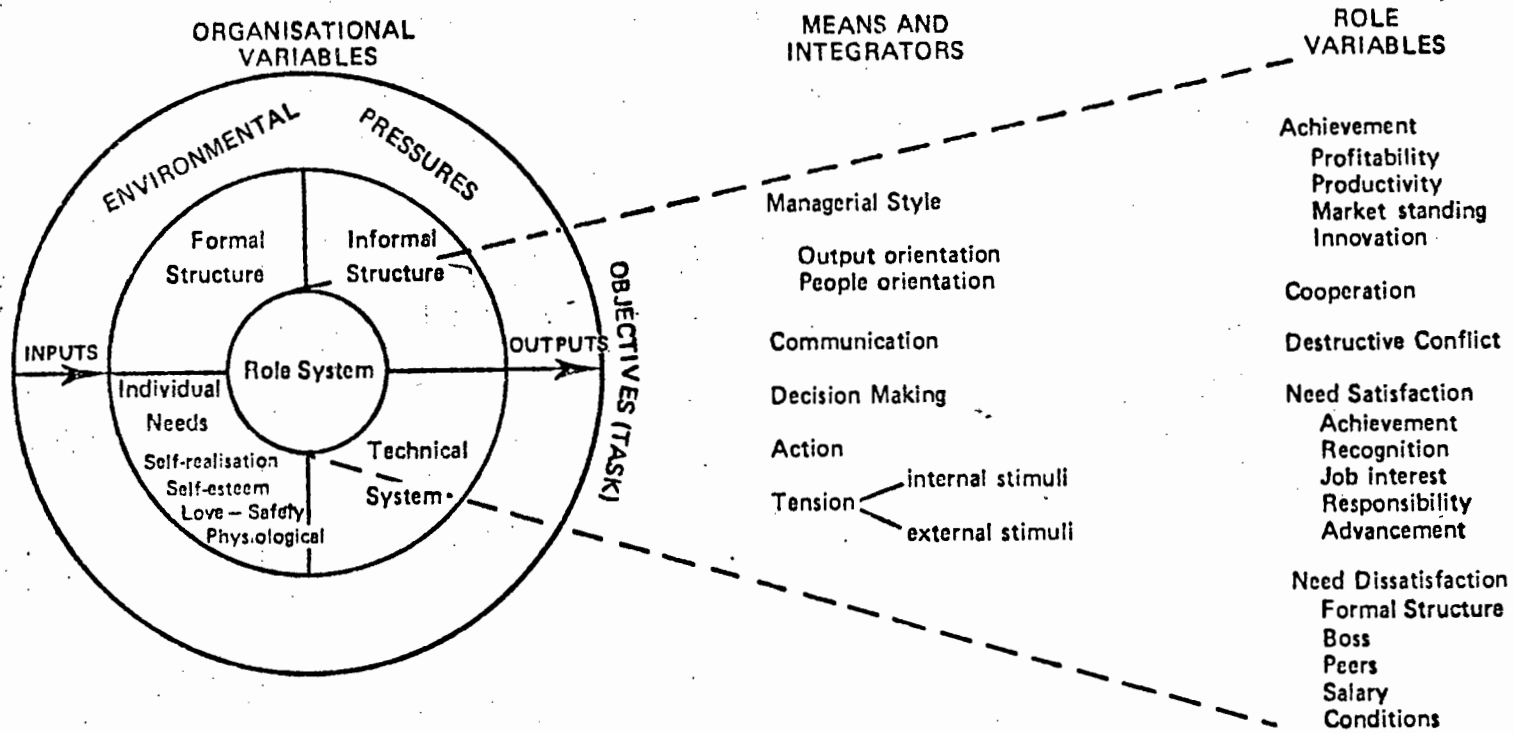 ORGANISATIONAL
VARIABLES
ENVIRONMENTAL PRESSURES
Formal
Structure
Informal
Structure
INPUTS
Role System
OUTPUTS
OBJECTIVES (TASK)
Individual
Needs
Self-realisation
Self-esteem
Love – Safety
Physiological
Technical
System
MEANS AND
INTEGRATORS
Managerial Style
Output orientation
People orientation
Communication
Decision Making
Action
Tension
internal stimuli
external stimuli
ROLE
VARIABLES
Achievement
Profitability
Productivity
Market standing
Innovation
Cooperation
Destructive Conflict
Need Satisfaction
Achievement
Recognition
Job interest
Responsibility
Advancement
Need Dissatisfaction
Formal Structure
Boss
Peers
Salary
Conditions